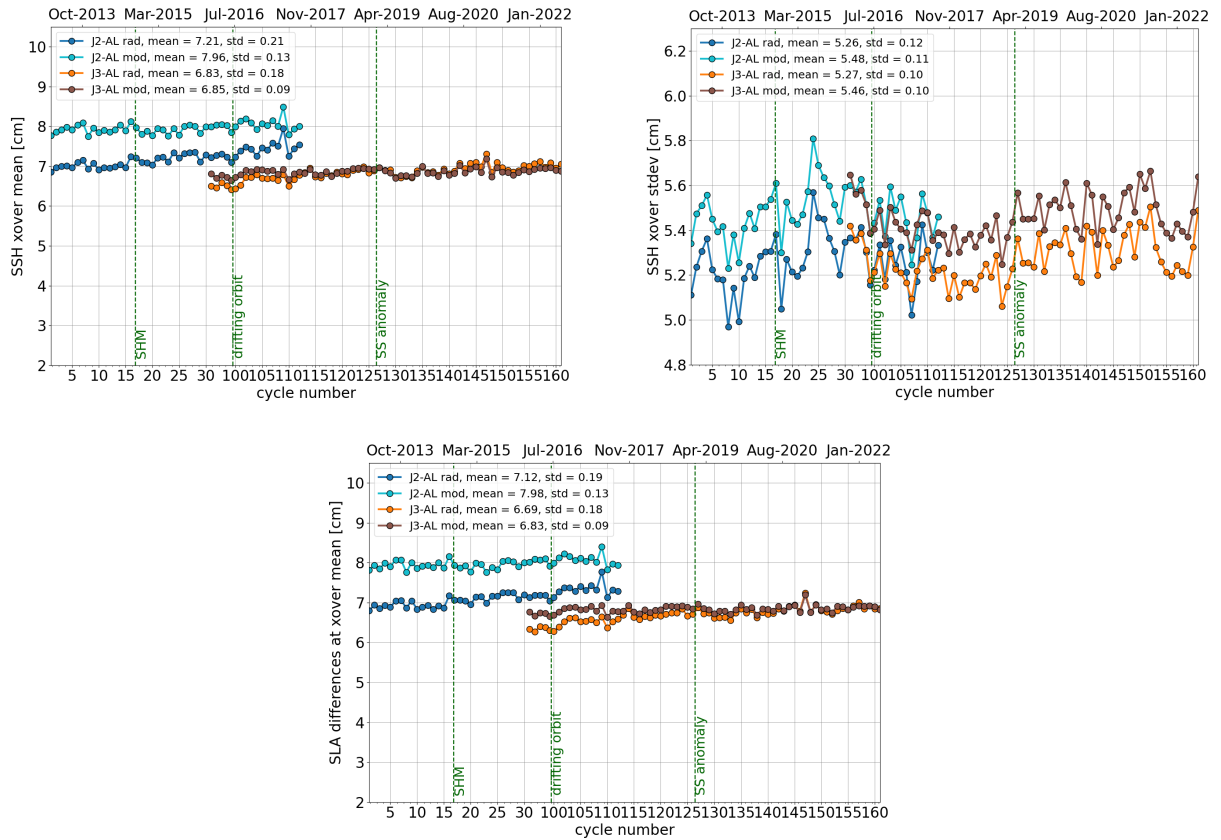 Oct-2013 Mar-2015 Jul-2016 Nov-2017 Apr-2019 Aug-2020 Jan-2022
J2-AL rad, mean = 7.21, std = 0.21
J2-AL mod, mean = 7.96, std = 0.13
J3-AL rad, mean = 6.83, std = 0.18
J3-AL mod, mean = 6.85, std = 0.09
10
9
8
7
6
5
4
3
2
SSH xover mean [cm]
SHM
drifting orbit
SS anomaly
5 10 15 20 25 30 100 105 110 115 120 125 130 135 140 145 150 155 160
cycle number
Oct-2013 Mar-2015 Jul-2016 Nov-2017 Apr-2019 Aug-2020 Jan-2022
J2-AL rad, mean = 5.26, std = 0.12
J2-AL mod, mean = 5.48, std = 0.11
J3-AL rad, mean = 5.27, std = 0.10
J3-AL mod, mean = 5.46, std = 0.10
6.2
6.0
5.8
5.6
5.4
5.2
5.0
4.8
SSH xover stdev [cm]
SHM
drifting orbit
SS anomaly
5 10 15 20 25 30 100 105 110 115 120 125 130 135 140 145 150 155 160
cycle number
Oct-2013 Mar-2015 Jul-2016 Nov-2017 Apr-2019 Aug-2020 Jan-2022
J2-AL rad, mean = 7.12, std = 0.19
J2-AL mod, mean = 7.98, std = 0.13
J3-AL rad, mean = 6.69, std = 0.18
J3-AL mod, mean = 6.83, std = 0.09
10
9
8
7
6
5
4
3
2
SLA differences at xover mean [cm]
SHM
drifting orbit
SS anomaly
5 10 15 20 25 30 100 105 110 115 120 125 130 135 140 145 150 155 160
cycle number